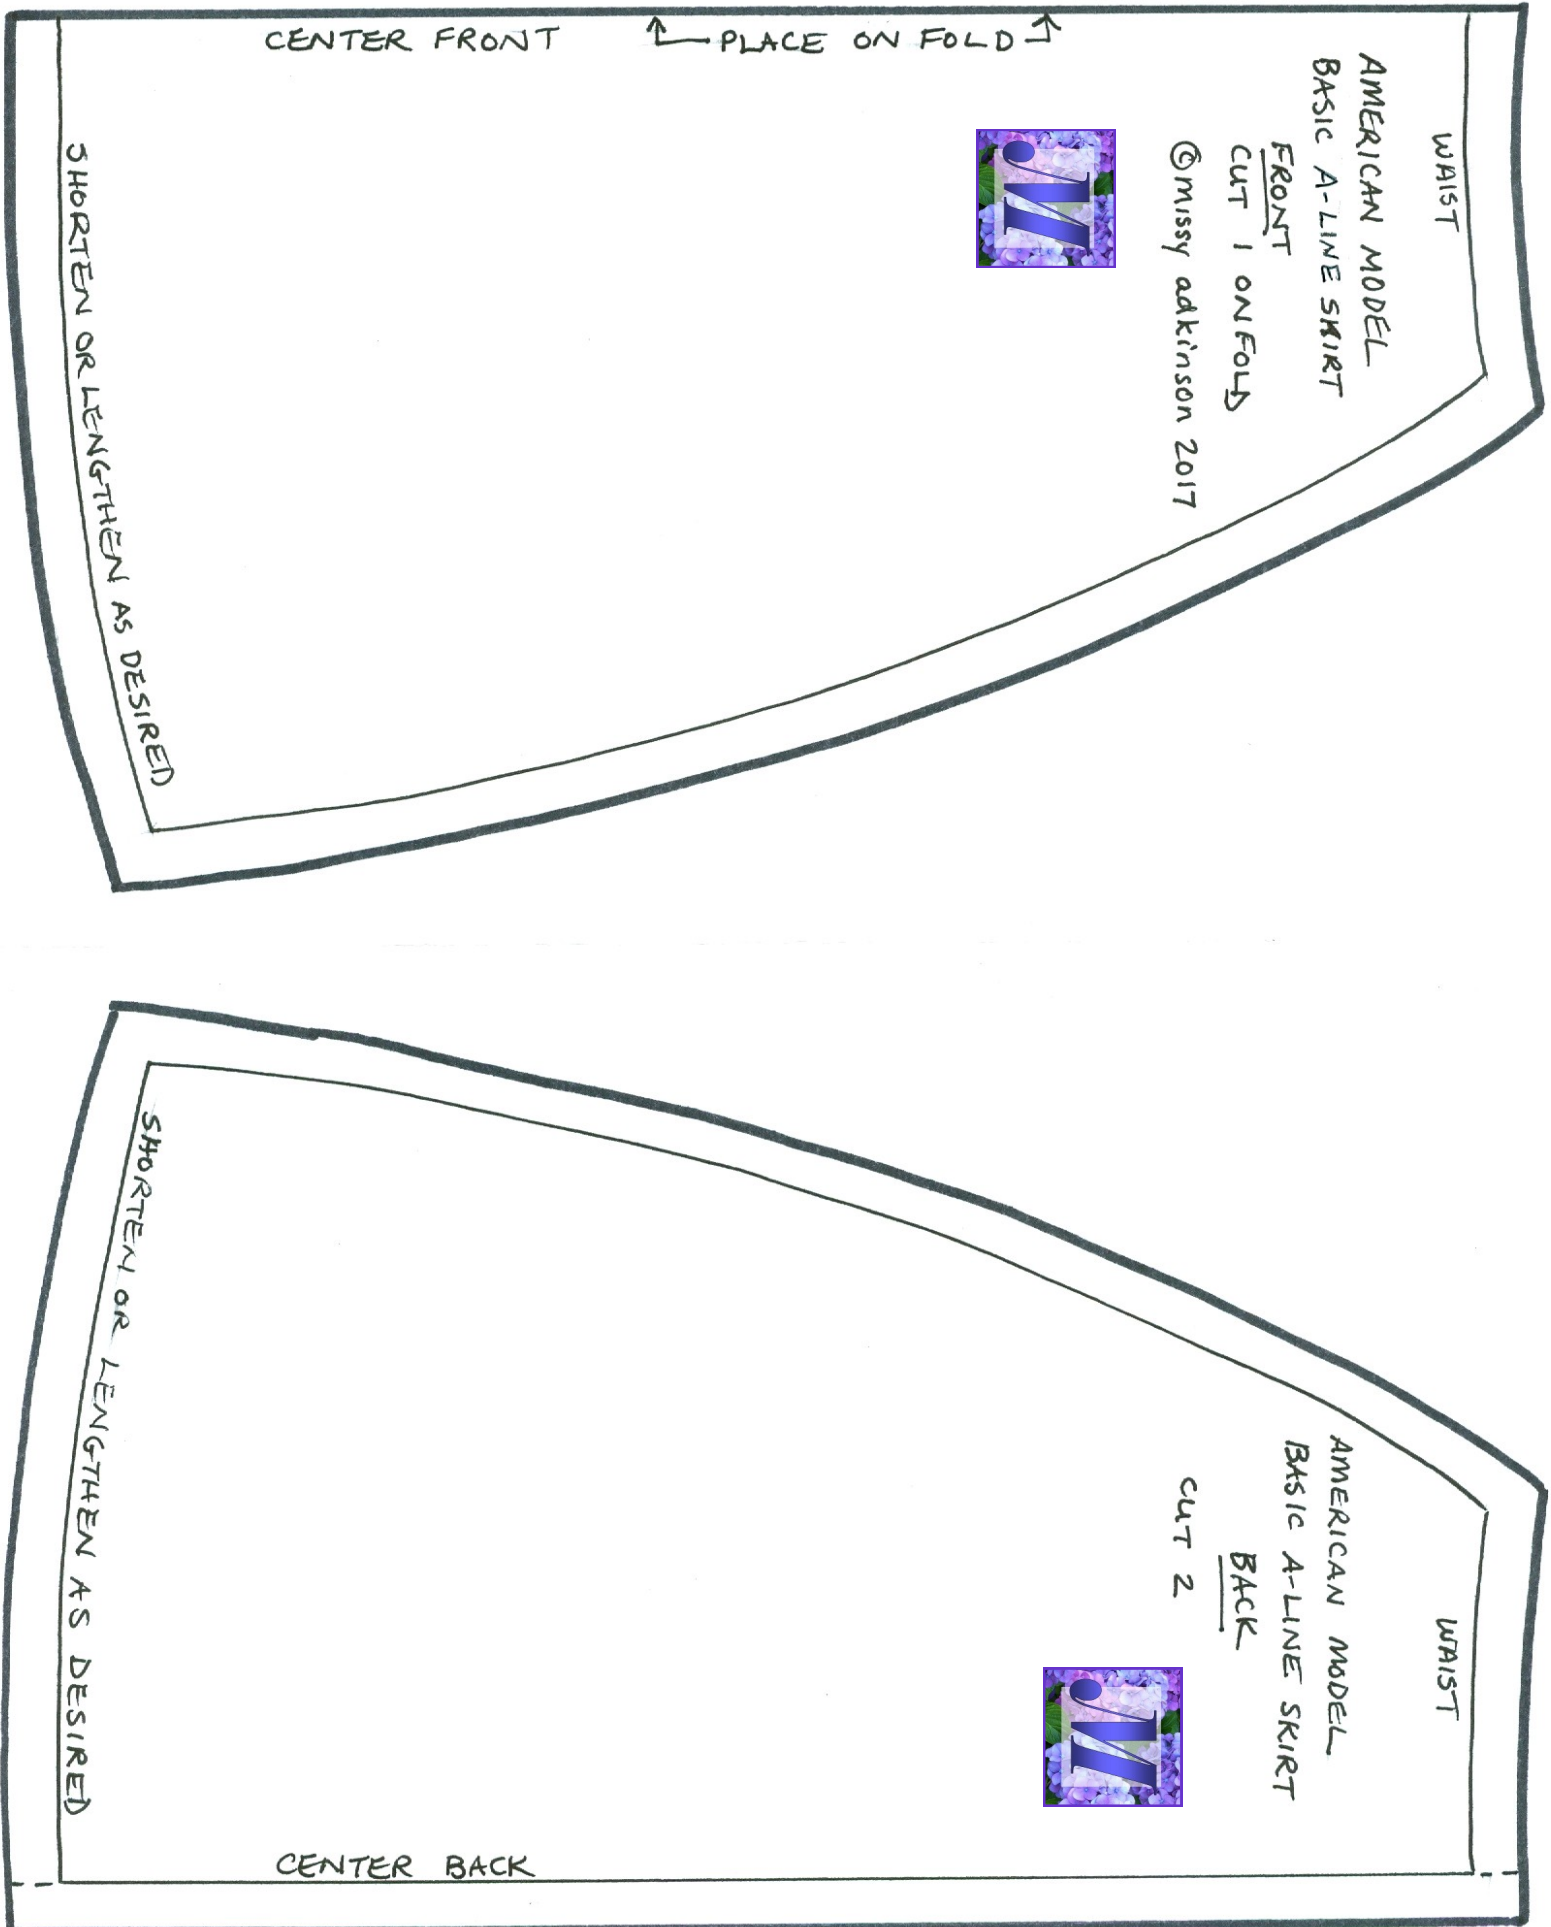 CENTER FRONT
PLACE ON FOLD
WAIST
AMERICAN MODEL
BASIC A-LINE SKIRT
FRONT
CUT 1 ON FOLD
©missy adkinson 2017
M
SHORTEN OR LENGTHEN AS DESIRED
WAIST
AMERICAN MODEL
BASIC A-LINE SKIRT
BACK
CUT 2
M
SHORTEN OR LENGTHEN AS DESIRED
CENTER BACK